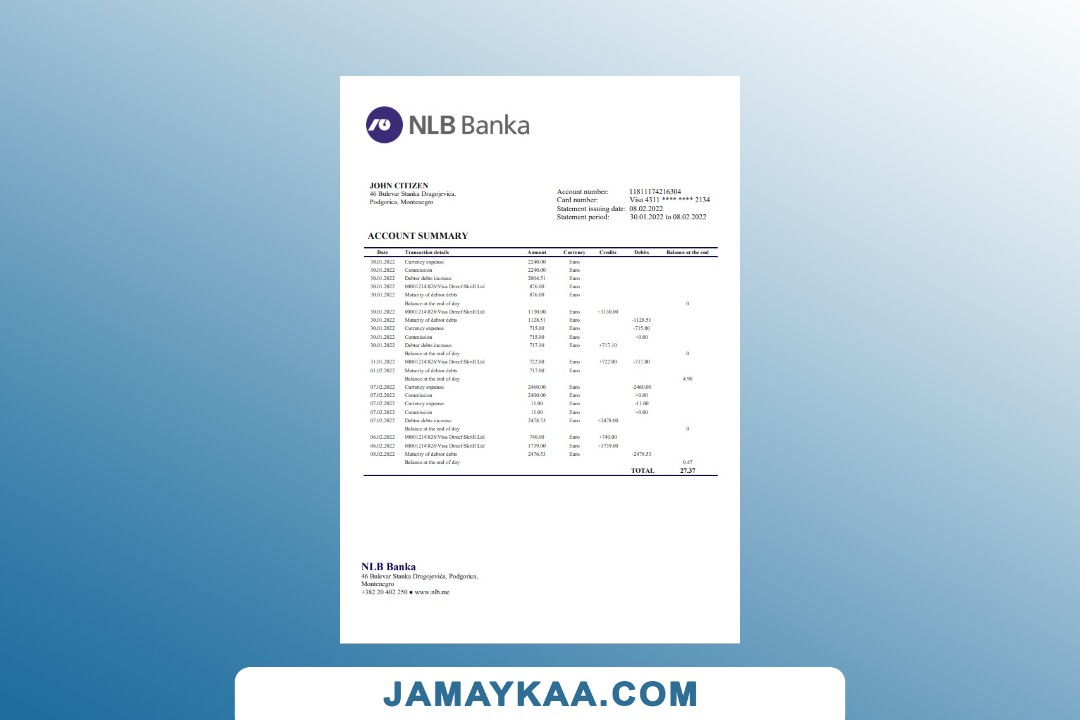 NLB Banka
JOHN CITIZEN
46 Bulevar Stanka Dragojevića,
Podgorica, Montenegro
Account number: 11811174216304
Card number: Visa 4311 **** **** 2134
Statement issuing date: 08.02.2022
Statement period: 30.01.2022 to 08.02.2022
ACCOUNT SUMMARY
Date Transaction details Amount Currency Credits Debits Balance at the end
30.01.2022 Currency expense 2240.00 Euro
30.01.2022 Commission 2240.00 Euro
30.01.2022 Debtor debts increase Euro
30.01.2022 Visa Direct\Skrill Ltd 876.00 Euro
30.01.2022 Maturity of debtor debts 876.00 Euro
Balance at the end of day 0
30.01.2022 Visa Direct\Skrill Ltd 1130.00 Euro +1130.00
30.01.2022 Maturity of debtor debts 1128.51 Euro -1128.51
30.01.2022 Currency expense 715.00 Euro -715.00
30.01.2022 Commission 715.00 Euro +0.00
30.01.2022 Debtor debts increase 717.10 Euro +717.10
Balance at the end of day 0
31.01.2022 Visa Direct\Skrill Ltd 722.00 Euro +722.00 -717.00
01.02.2022 Maturity of debtor debts 717.00 Euro
Balance at the end of day 4.90
07.02.2022 Currency expense Euro -2460.00
07.02.2022 Commission Euro +0.00
07.02.2022 Currency expense 11.00 Euro -11.00
07.02.2022 Commission 11.00 Euro +0.00
07.02.2022 Debtor debts increase 2478.53 Euro +2478.00
Balance at the end of day 0
06.02.2022 Visa Direct\Skrill Ltd 740.00 Euro +740.00
06.02.2022 Visa Direct\Skrill Ltd 1739.00 Euro +1739.00
08.02.2022 Maturity of debtor debts 2476.53 Euro -2478.53
Balance at the end of day 0.47
TOTAL 27.37
NLB Banka
46 Bulevar Stanka Dragojevića, Podgorica,
Montenegro
+382 20 402 250 ● www.nlb.me
JAMAYKAA.COM